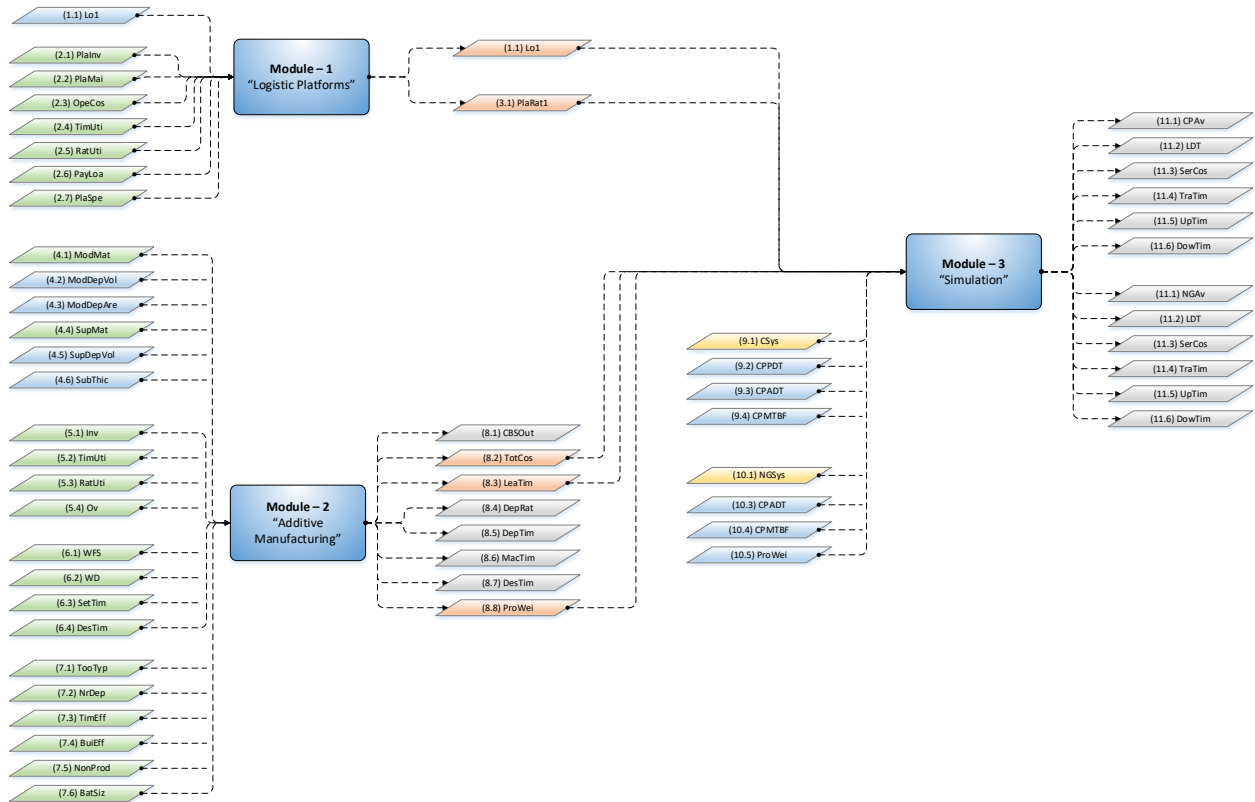 (1.1) Lo1
(2.1) PlaInv
(2.2) PlaMai
(2.3) OpeCos
(2.4) TimUti
(2.5) RatUti
(2.6) PayLoa
(2.7) PlaSpe
Module – 1
“Logistic Platforms”
(1.1) Lo1
(3.1) PlaRat1
(4.1) ModMat
(4.2) ModDepVol
(4.3) ModDepAre
(4.4) SupMat
(4.5) SupDepVol
(4.6) SubThic
(5.1) Inv
(5.2) TimUti
(5.3) RatUti
(5.4) Ov
(6.1) WFS
(6.2) WD
(6.3) SetTim
(6.4) DesTim
(7.1) TooTyp
(7.2) NrDep
(7.3) TimEff
(7.4) BuiEff
(7.5) NonProd
(7.6) BatSiz
Module – 2
“Additive
Manufacturing”
(8.1) CBSOut
(8.2) TotCos
(8.3) LeaTim
(8.4) DepRat
(8.5) DepTim
(8.6) MacTim
(8.7) DesTim
(8.8) ProWei
(9.1) CSys
(9.2) CPPDT
(9.3) CPADT
(9.4) CPMTBF
(10.1) NGSys
(10.3) CPADT
(10.4) CPMTBF
(10.5) ProWei
Module – 3
“Simulation”
(11.1) CPAv
(11.2) LDT
(11.3) SerCos
(11.4) TraTim
(11.5) UpTim
(11.6) DowTim
(11.1) NGAv
(11.2) LDT
(11.3) SerCos
(11.4) TraTim
(11.5) UpTim
(11.6) DowTim